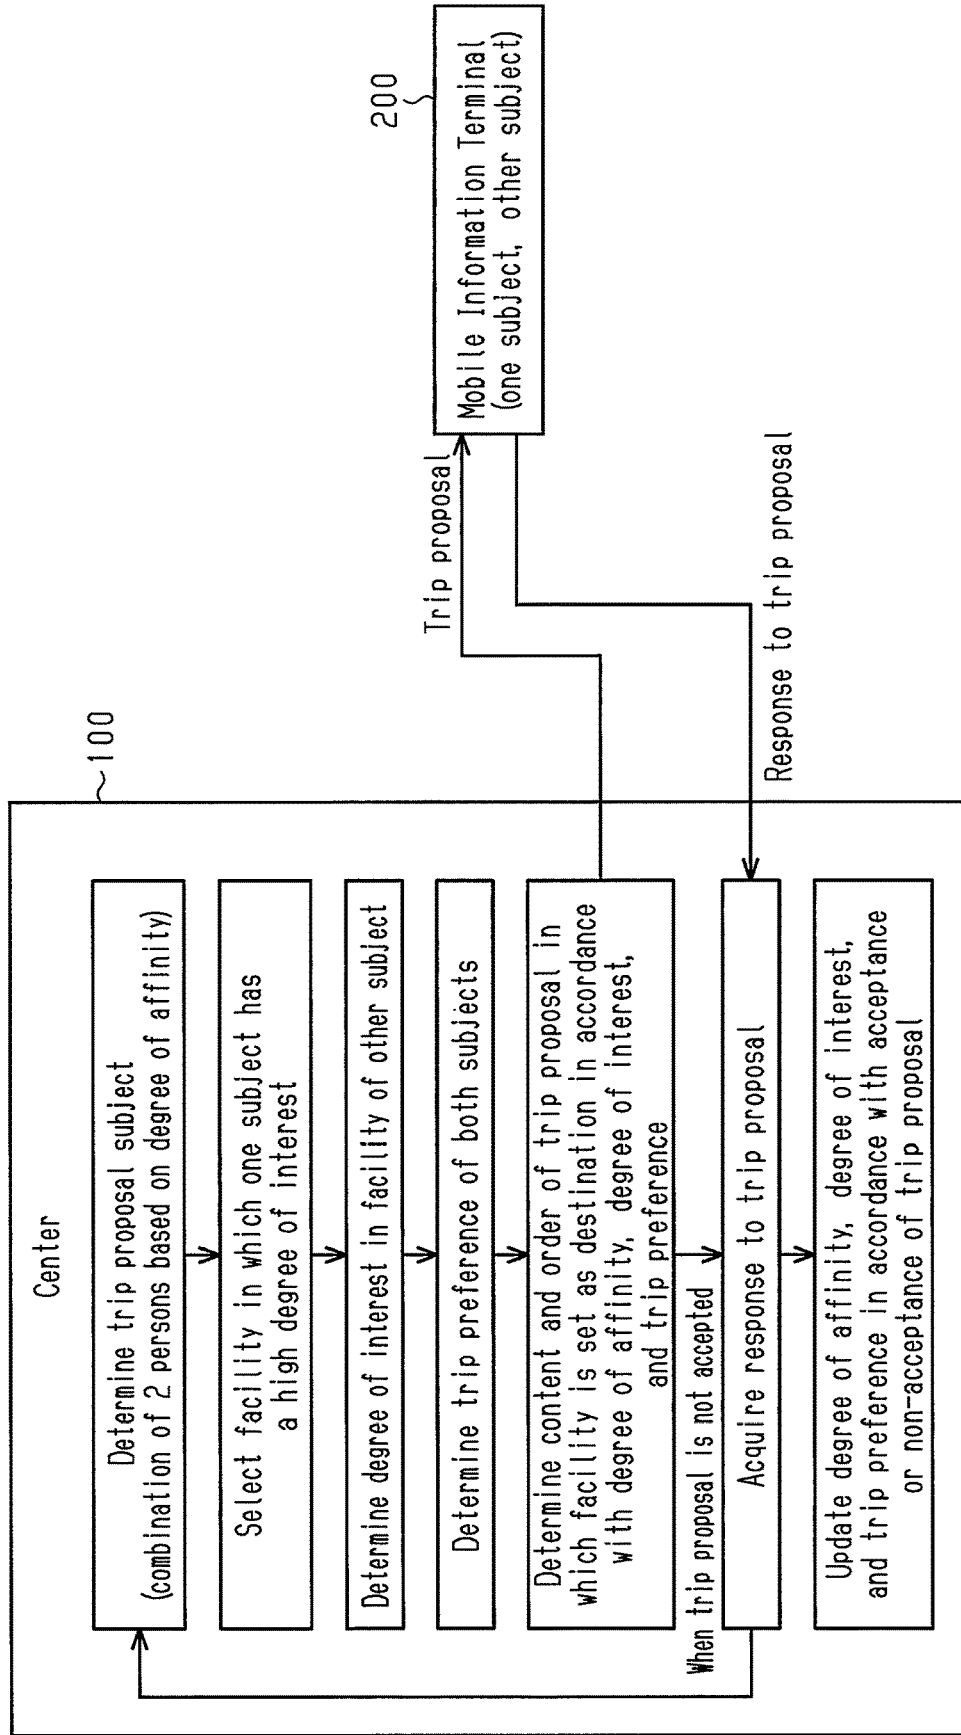 Center
100
Determine trip proposal subject
(combination of 2 persons based on degree of affinity)
Select facility in which one subject has
a high degree of interest
Determine degree of interest in facility of other subject
Determine trip preference of both subjects
Determine content and order of trip proposal in
which facility is set as destination in accordance
with degree of affinity, degree of interest,
and trip preference
When trip proposal is not accepted
Acquire response to trip proposal
Update degree of affinity, degree of interest,
and trip preference in accordance with acceptance
or non-acceptance of trip proposal
Trip proposal
Response to trip proposal
200
Mobile Information Terminal
(one subject, other subject)